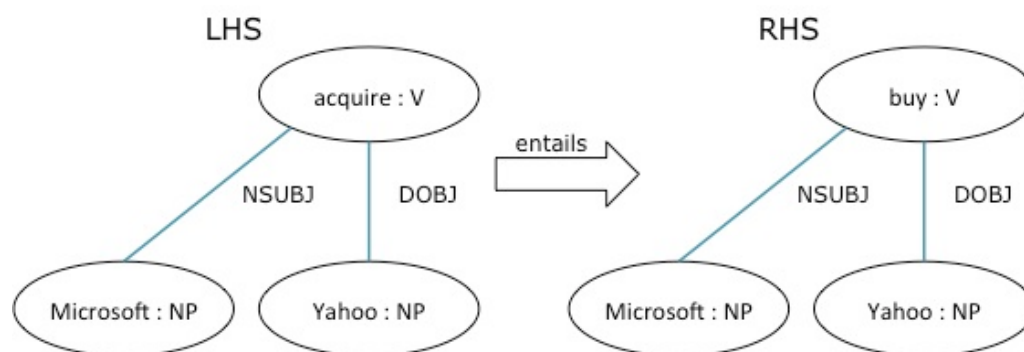 LHS
RHS
acquire : V
buy : V
entails
NSUBJ
DOBJ
NSUBJ
DOBJ
Microsoft : NP
Yahoo : NP
Microsoft : NP
Yahoo : NP